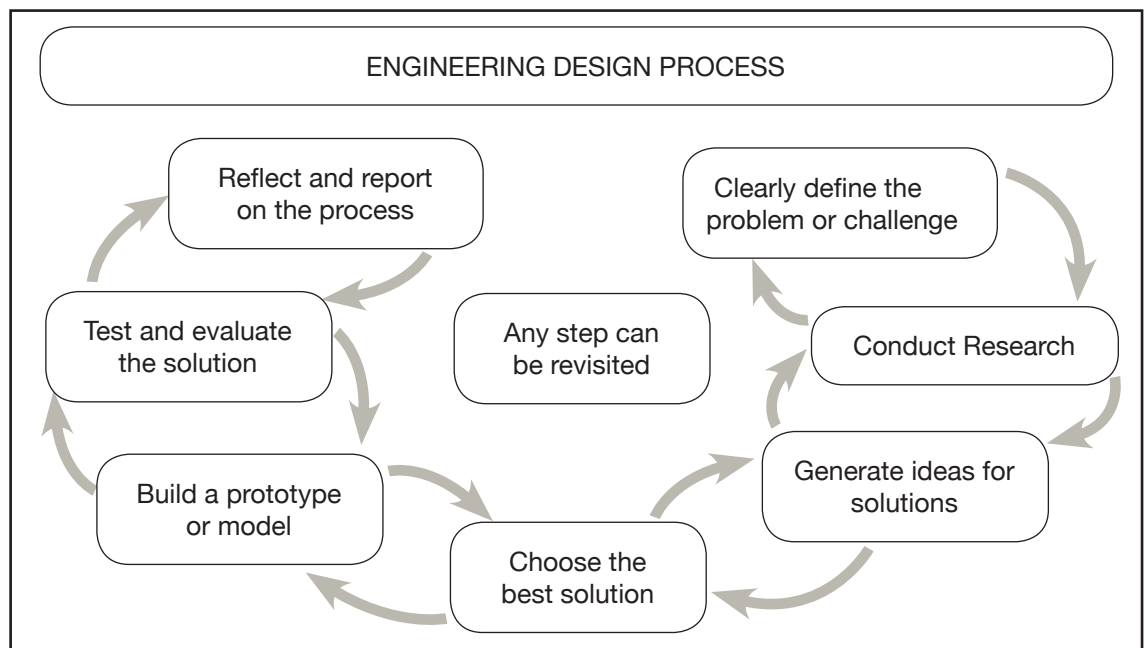 ENGINEERING DESIGN PROCESS
Clearly define the
problem or challenge
Conduct Research
Generate ideas for
solutions
Choose the
best solution
Build a prototype
or model
Test and evaluate
the solution
Reflect and report
on the process
Any step can
be revisited